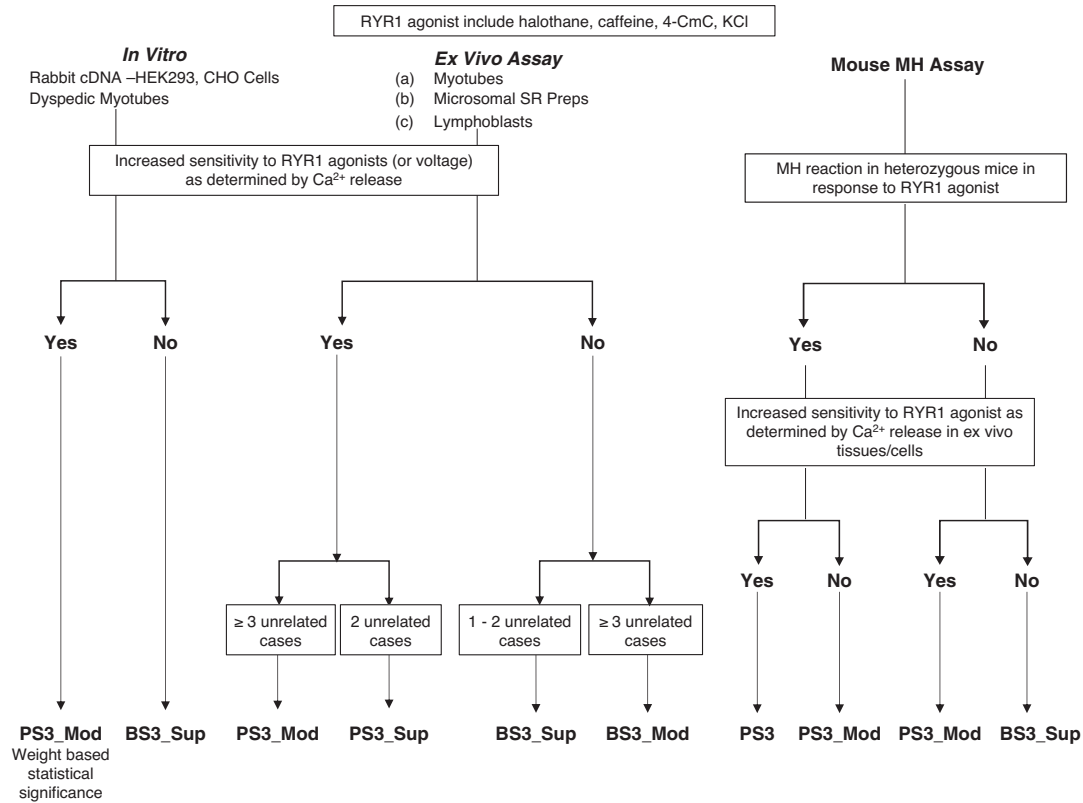 RYR1 agonist include halothane, caffeine, 4-CmC, KCl
In Vitro
Rabbit cDNA –HEK293, CHO Cells
Dyspedic Myotubes
Ex Vivo Assay
(a) Myotubes
(b) Microsomal SR Preps
(c) Lymphoblasts
Mouse MH Assay
Increased sensitivity to RYR1 agonists (or voltage)
as determined by Ca²⁺ release
MH reaction in heterozygous mice in
response to RYR1 agonist
Yes
No
Yes
No
Yes
No
Increased sensitivity to RYR1 agonist as
determined by Ca²⁺ release in ex vivo
tissues/cells
Yes
No
Yes
No
≥ 3 unrelated
cases
2 unrelated
cases
1 - 2 unrelated
cases
≥ 3 unrelated
cases
PS3_Mod
Weight based
statistical
significance
BS3_Sup
PS3_Mod
PS3_Sup
BS3_Sup
BS3_Mod
PS3
PS3_Mod
PS3_Mod
BS3_Sup